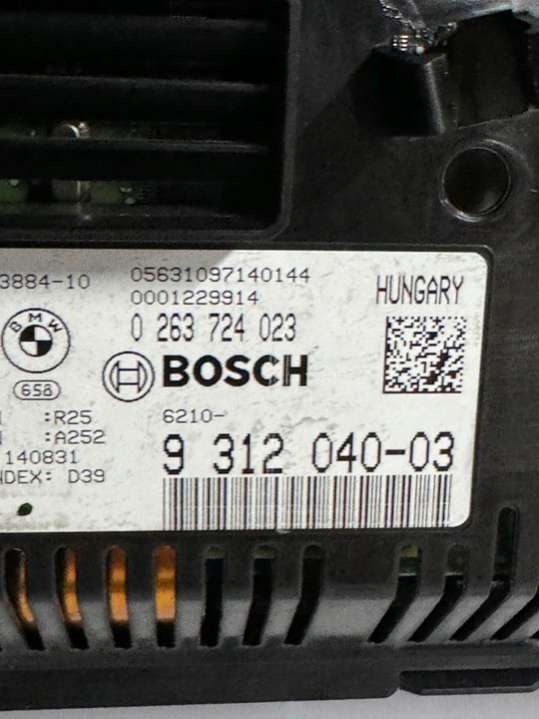 3884-10
05631097140144
0001229914
HUNGARY
0 263 724 023
BMW
BOSCH
658
:R25
6210-
:A252
9 312 040-03
140831
NDEX: D39